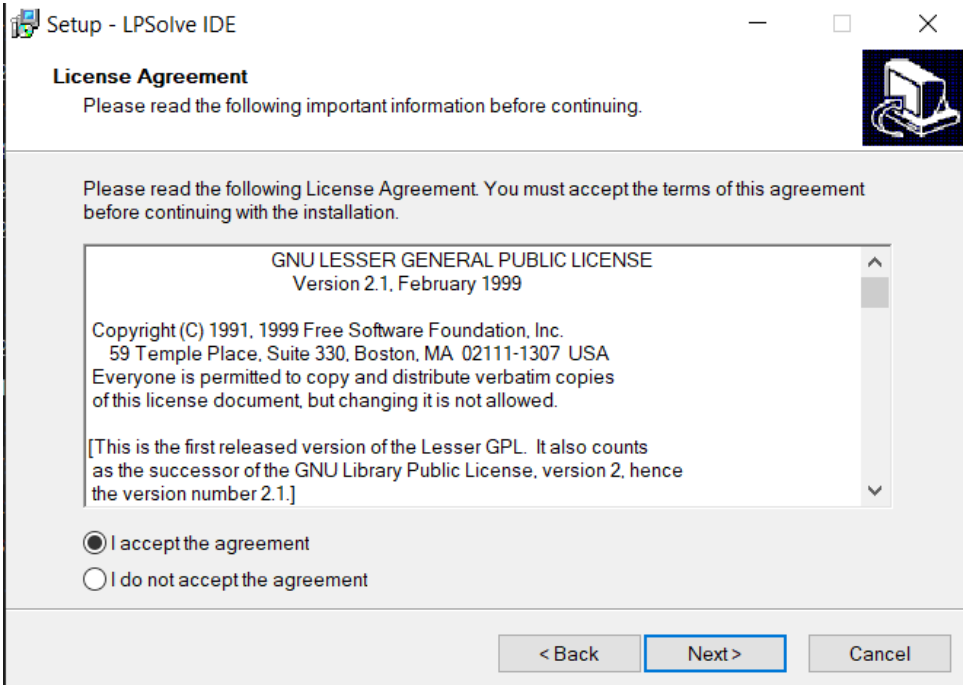 Setup - LPSolve IDE
License Agreement
Please read the following important information before continuing.
Please read the following License Agreement. You must accept the terms of this agreement
before continuing with the installation.
GNU LESSER GENERAL PUBLIC LICENSE
Version 2.1, February 1999
Copyright (C) 1991, 1999 Free Software Foundation, Inc.
59 Temple Place, Suite 330, Boston, MA 02111-1307 USA
Everyone is permitted to copy and distribute verbatim copies
of this license document, but changing it is not allowed.
[This is the first released version of the Lesser GPL. It also counts
as the successor of the GNU Library Public License, version 2, hence
the version number 2.1.]
I accept the agreement
I do not accept the agreement
< Back Next > Cancel